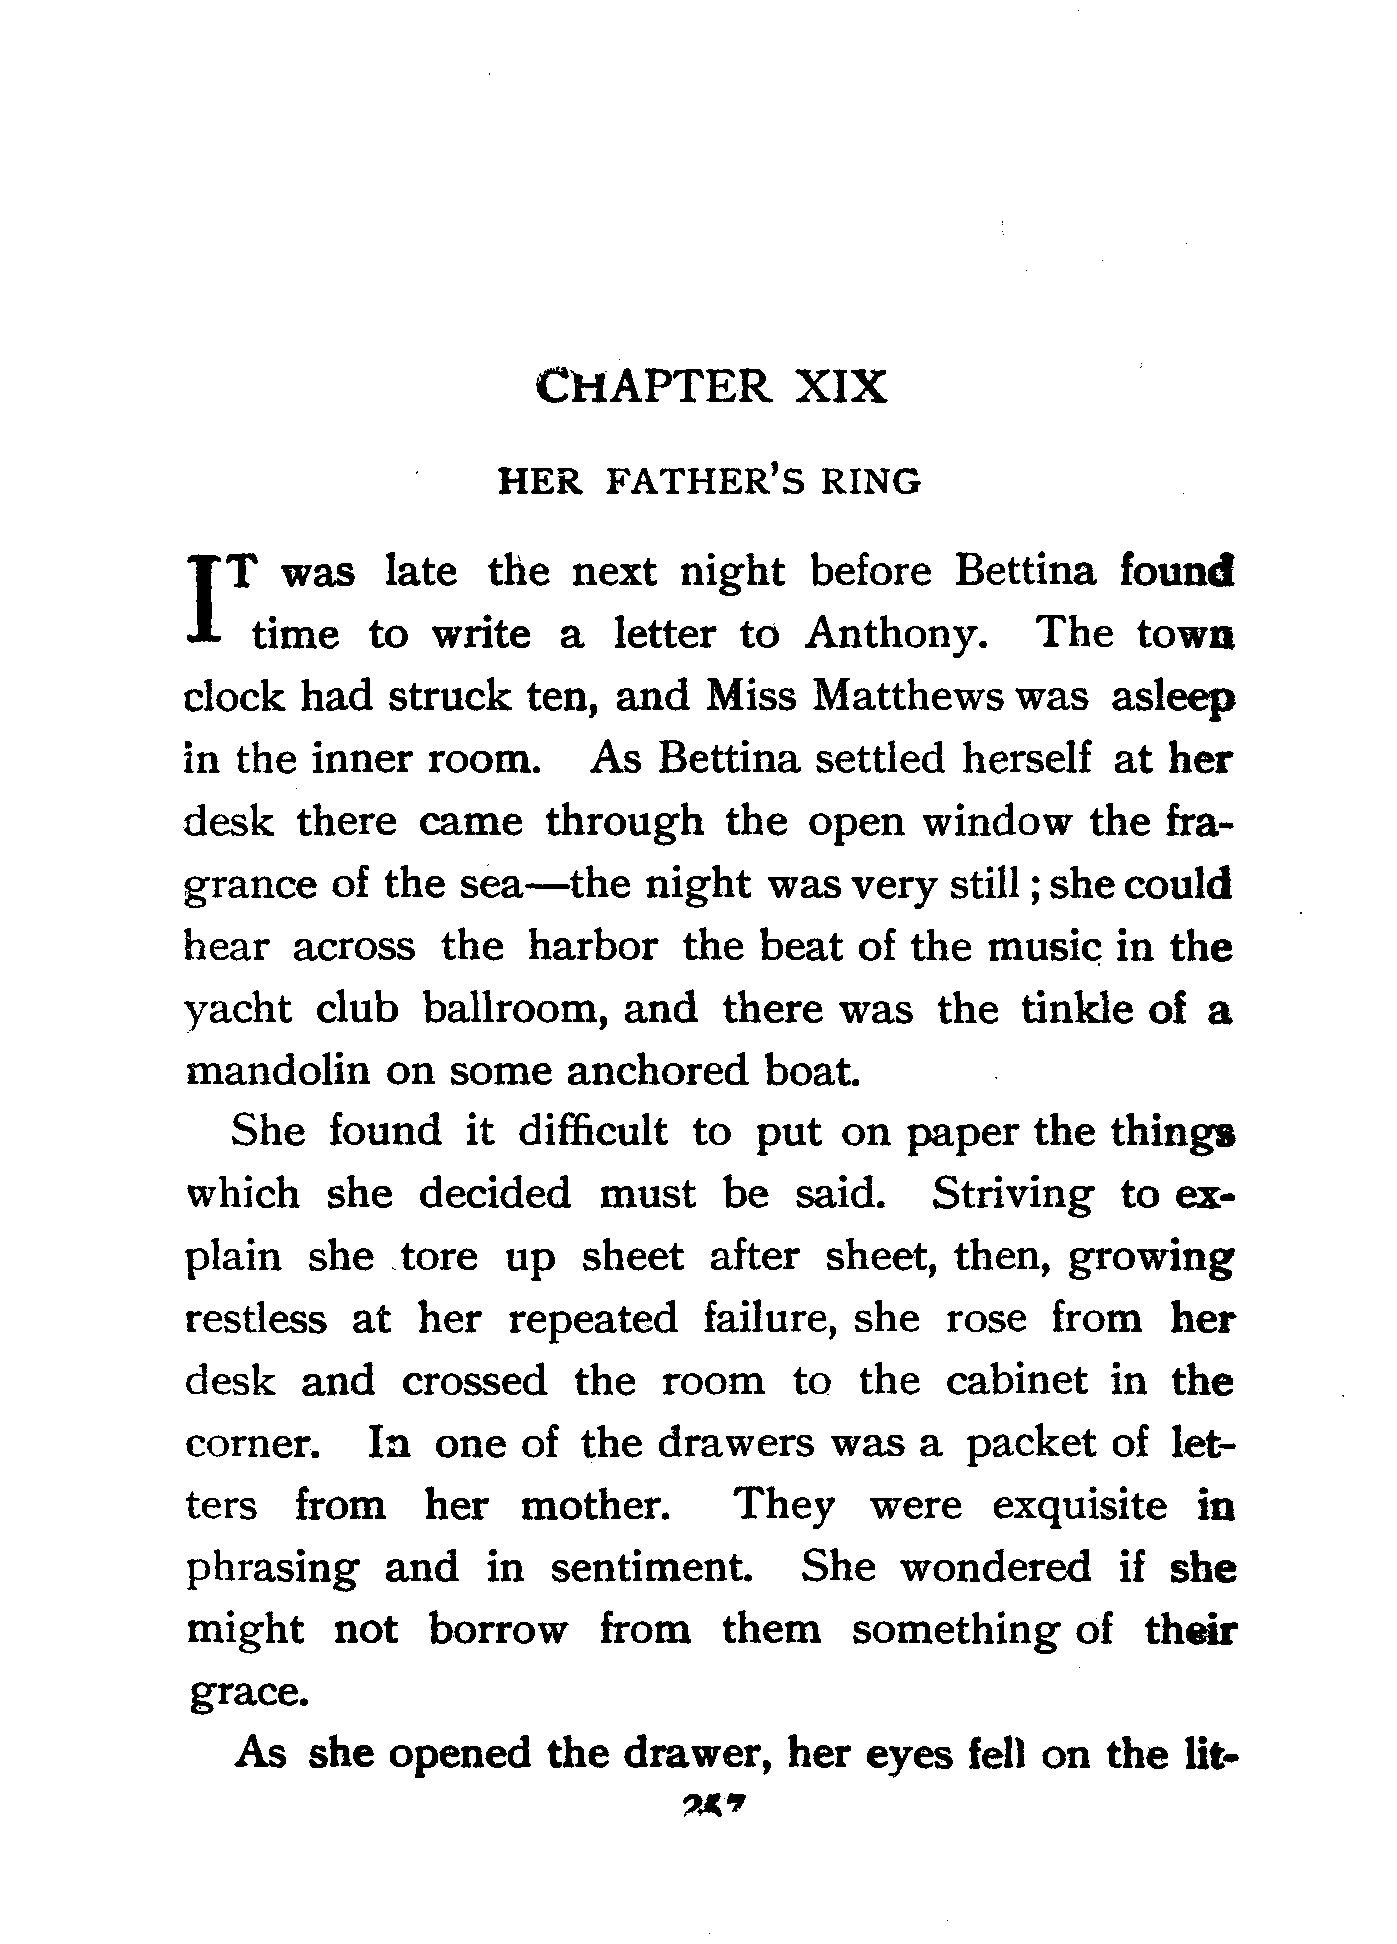 CHAPTER XIX
HER FATHER'S RING
IT was late the next night before Bettina found
time to write a letter to Anthony. The town
clock had struck ten, and Miss Matthews was asleep
in the inner room. As Bettina settled herself at her
desk there came through the open window the fra-
grance of the sea—the night was very still; she could
hear across the harbor the beat of the music in the
yacht club ballroom, and there was the tinkle of a
mandolin on some anchored boat.
She found it difficult to put on paper the things
which she decided must be said. Striving to ex-
plain she tore up sheet after sheet, then, growing
restless at her repeated failure, she rose from her
desk and crossed the room to the cabinet in the
corner. In one of the drawers was a packet of let-
ters from her mother. They were exquisite in
phrasing and in sentiment. She wondered if she
might not borrow from them something of their
grace.
As she opened the drawer, her eyes fell on the lit-